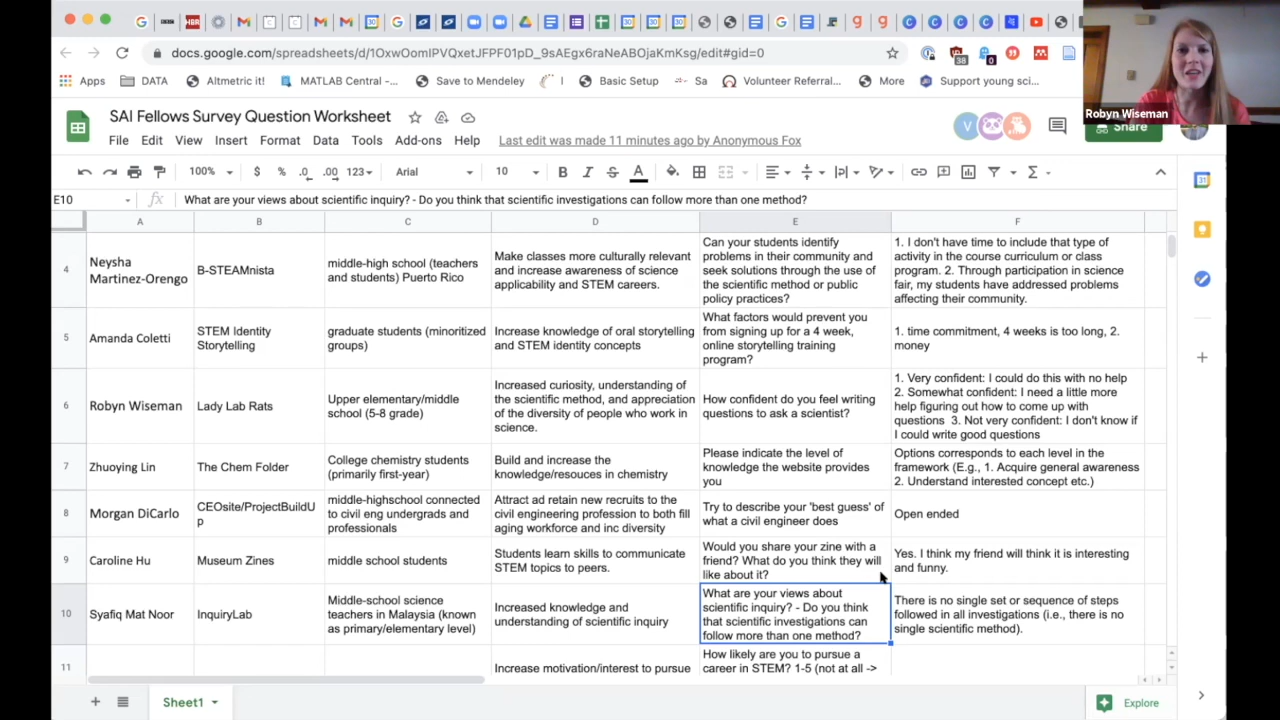 docs.google.com/spreadsheets/d/1OxwOomIPVQxetJFPF01pD_9sAEgx6raNeABOjaKmKsg/edit#gid=0
Apps DATA Altmetric it! MATLAB Central -... I Save to Mendeley Basic Setup Sa Volunteer Referral... More Support young sci...
Robyn Wiseman
SAI Fellows Survey Question Worksheet
V
Share
File Edit View Insert Format Data Tools Add-ons Help Last edit was made 11 minutes ago by Anonymous Fox
100% $ % .0 .00 123 Arial 10 B I S A
E10 fx What are your views about scientific inquiry? - Do you think that scientific investigations can follow more than one method?
A B C D E F
4
Neysha
Martinez-Orengo
B-STEAMnista
middle-high school (teachers
and students) Puerto Rico
Make classes more culturally relevant
and increase awareness of science
applicability and STEM careers.
Can your students identify
problems in their community and
seek solutions through the use of
the scientific method or public
policy practices?
1. I don't have time to include that type of
activity in the course curriculum or class
program. 2. Through participation in science
fair, my students have addressed problems
affecting their community.
5
Amanda Coletti
STEM Identity
Storytelling
graduate students (minoritized
groups)
Increase knowledge of oral storytelling
and STEM identity concepts
What factors would prevent you
from signing up for a 4 week,
online storytelling training
program?
1. time commitment, 4 weeks is too long, 2.
money
6
Robyn Wiseman
Lady Lab Rats
Upper elementary/middle
school (5-8 grade)
Increased curiosity, understanding of
the scientific method, and appreciation
of the diversity of people who work in
science.
How confident do you feel writing
questions to ask a scientist?
1. Very confident: I could do this with no help
2. Somewhat confident: I need a little more
help figuring out how to come up with
questions 3. Not very confident: I don't know if
I could write good questions
7
Zhuoying Lin
The Chem Folder
College chemistry students
(primarily first-year)
Build and increase the
knowledge/resouces in chemistry
Please indicate the level of
knowledge the website provides
you
Options corresponds to each level in the
framework (E.g., 1. Acquire general awareness
2. Understand interested concept etc.)
8
Morgan DiCarlo
CEOsite/ProjectBuildU
p
middle-highschool connected
to civil eng undergrads and
professionals
Attract ad retain new recruits to the
civil engineering profession to both fill
aging workforce and inc diversity
Try to describe your 'best guess' of
what a civil engineer does
Open ended
9
Caroline Hu
Museum Zines
middle school students
Students learn skills to communicate
STEM topics to peers.
Would you share your zine with a
friend? What do you think they will
like about it?
Yes. I think my friend will think it is interesting
and funny.
10
Syafiq Mat Noor
InquiryLab
Middle-school science
teachers in Malaysia (known
as primary/elementary level)
Increased knowledge and
understanding of scientific inquiry
What are your views about
scientific inquiry? - Do you think
that scientific investigations can
follow more than one method?
There is no single set or sequence of steps
followed in all investigations (i.e., there is no
single scientific method).
11
Increase motivation/interest to pursue
How likely are you to pursue a
career in STEM? 1-5 (not at all ->
Sheet1
Explore